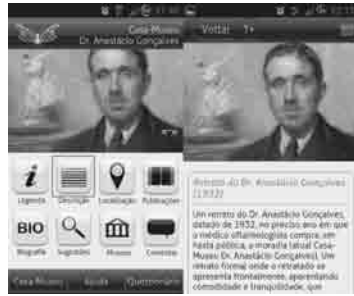 Casa-Museu
Dr. Anastácio Gonçalves
Legenda
Descrição
Localização
Publicações
BIO
Biografia
Sugestões
Museus
Comentar
Casa Museu
Ajuda
Questionário
Voltar
T+
Retrato do Dr. Anastácio Gonçalves
(1932)
Um retrato do Dr. Anastácio Gonçalves,
datado de 1932, no preciso ano em que
o médico oftalmologista compra, em
hasta pública, a moradia (atual Casa-
Museu Dr. Anastácio Gonçalves). Um
retrato formal onde o retratado se
apresenta frontalmente, aparentando
comodidade e tranquilidade, que